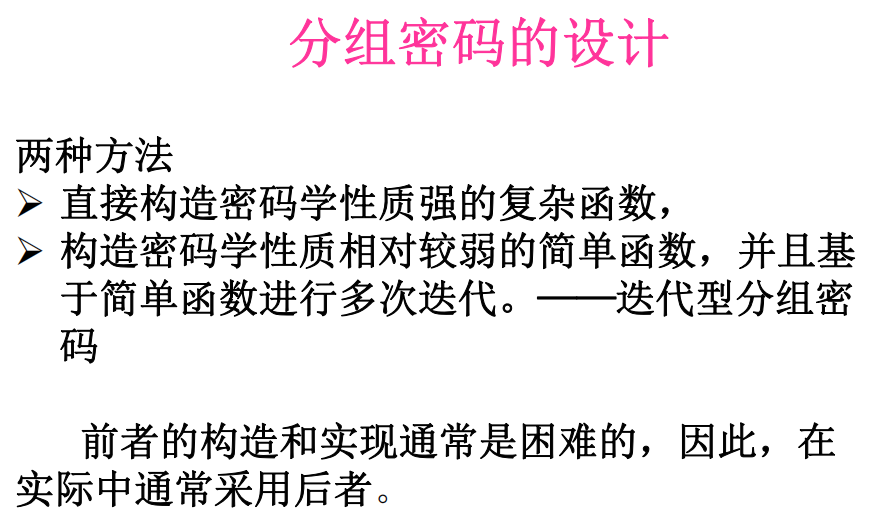 分组密码的设计
两种方法
➢ 直接构造密码学性质强的复杂函数，
➢ 构造密码学性质相对较弱的简单函数，并且基
于简单函数进行多次迭代。——迭代型分组密
码
前者的构造和实现通常是困难的，因此，在
实际中通常采用后者。